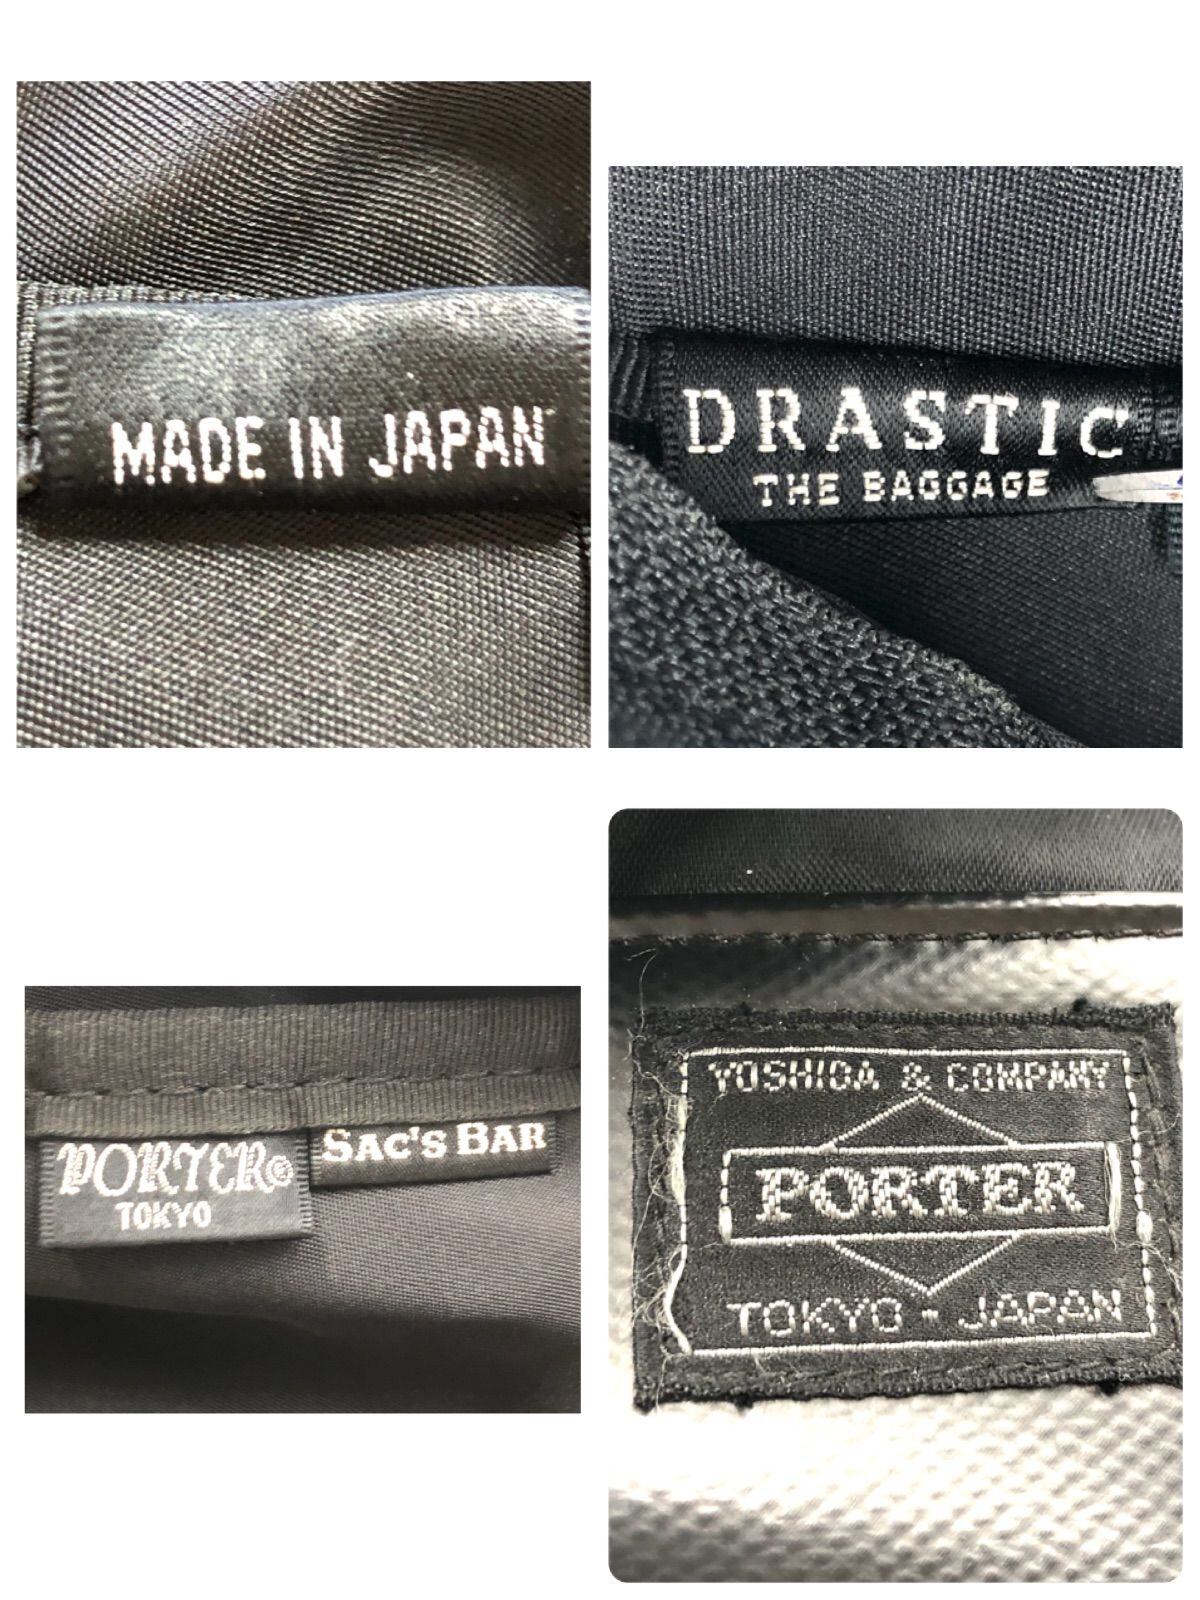 MADE IN JAPAN
DRASTIC
THE BAGGAGE
PORTER©
TOKYO
SAC'S BAR
YOSHIDA & COMPANY
PORTER
TOKYO - JAPAN